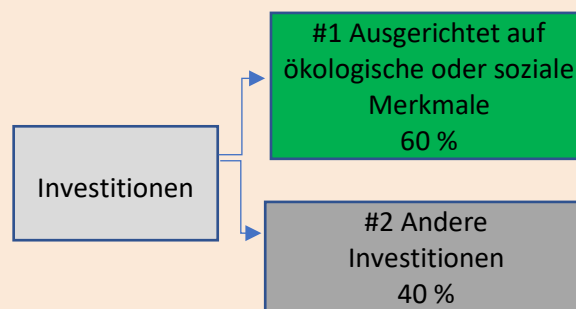 #1 Ausgerichtet auf
ökologische oder soziale
Merkmale
60 %
Investitionen
#2 Andere
Investitionen
40 %